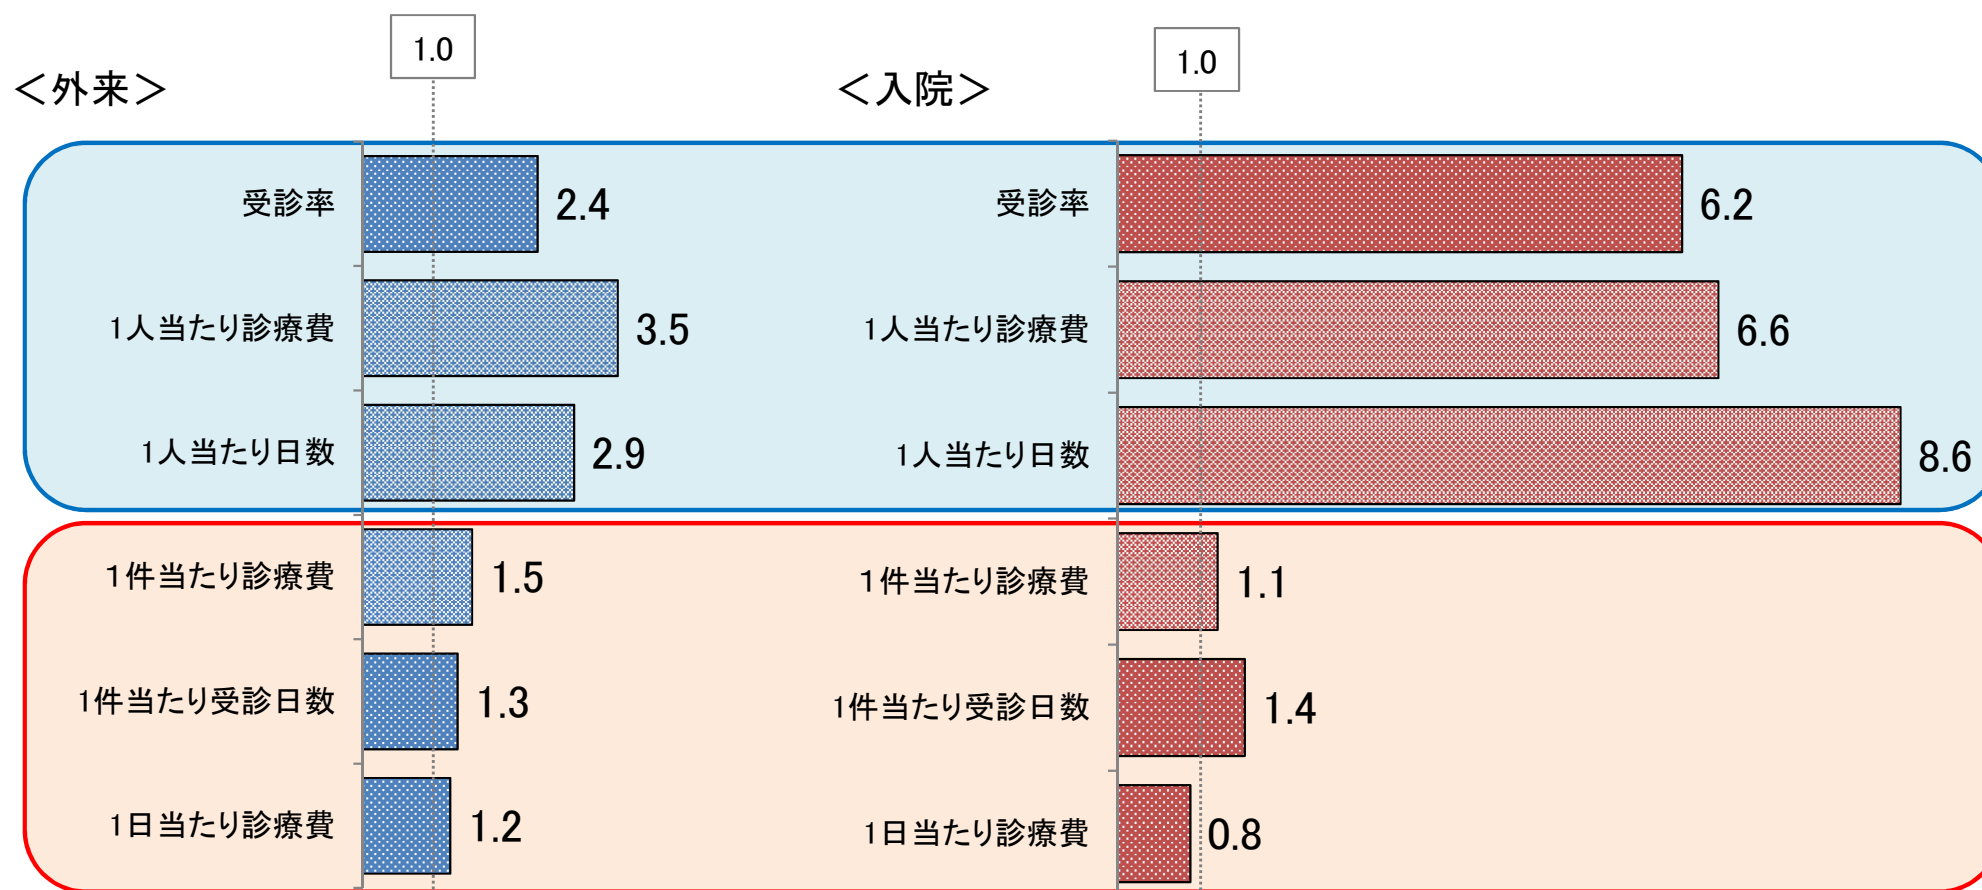 1.0
＜外来＞
受診率
2.4
1人当たり診療費
3.5
1人当たり日数
2.9
1件当たり診療費
1.5
1件当たり受診日数
1.3
1日当たり診療費
1.2
1.0
＜入院＞
受診率
6.2
1人当たり診療費
6.6
1人当たり日数
8.6
1件当たり診療費
1.1
1件当たり受診日数
1.4
1日当たり診療費
0.8